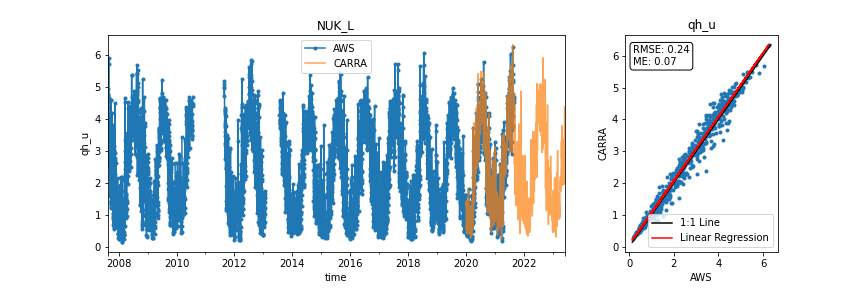 NUK_L
qh_u
6
5
4
3
2
1
0
AWS
CARRA
2008
2010
2012
2014
2016
2018
2020
2022
time
qh_u
CARRA
6
5
4
3
2
1
0
RMSE: 0.24
ME: 0.07
1:1 Line
Linear Regression
0
2
4
6
AWS